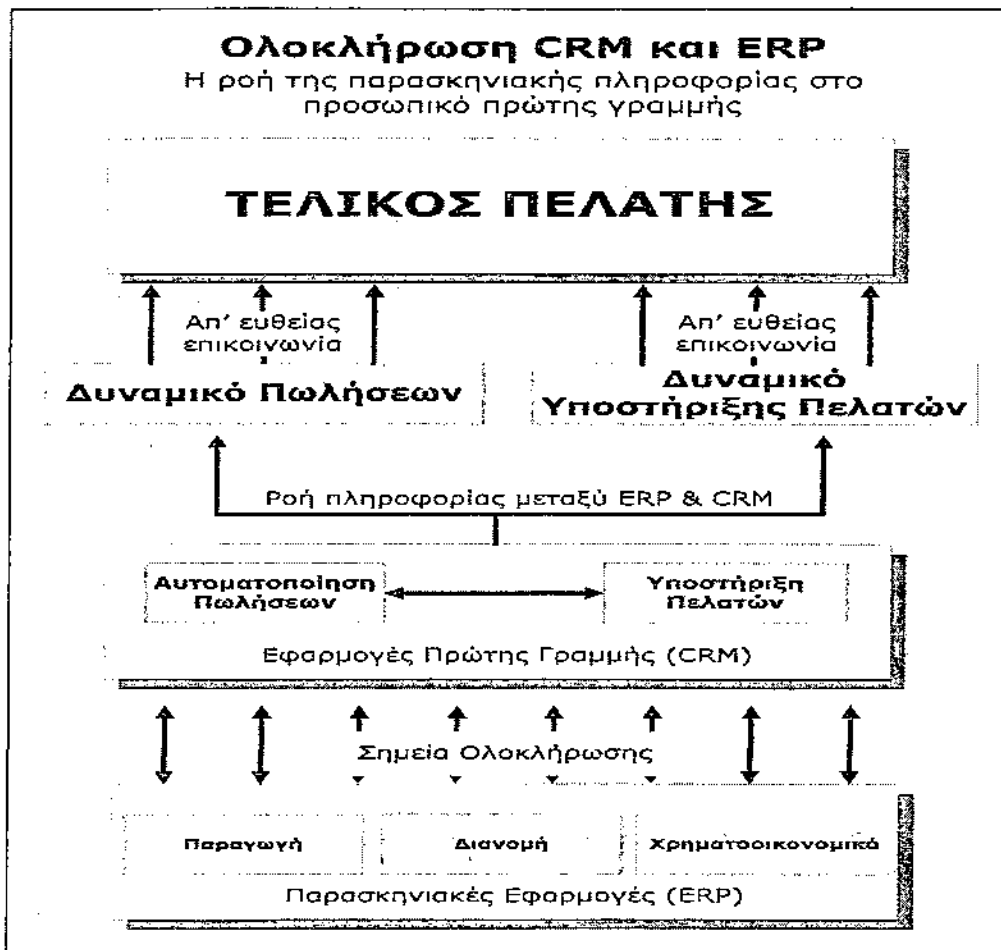 Ολοκλήρωση CRM και ERP
Η ροή της παρασκηνιακής πληροφορίας στο
προσωπικό πρώτης γραμμής
ΤΕΛΙΚΟΣ ΠΕΛΑΤΗΣ
Απ' ευθείας
επικοινωνία
Απ' ευθείας
επικοινωνία
Δυναμικό Πωλήσεων
Δυναμικό
Υποστήριξης Πελατών
Ροή πληροφορίας μεταξύ ERP & CRM
Αυτοματοποίηση
Πωλήσεων
Υποστήριξη
Πελατών
Εφαρμογές Πρώτης Γραμμής (CRM)
Σημεία Ολοκλήρωσης
Παραγωγή
Διανομή
Χρηματοοικονομικά
Παρασκηνιακές Εφαρμογές (ERP)